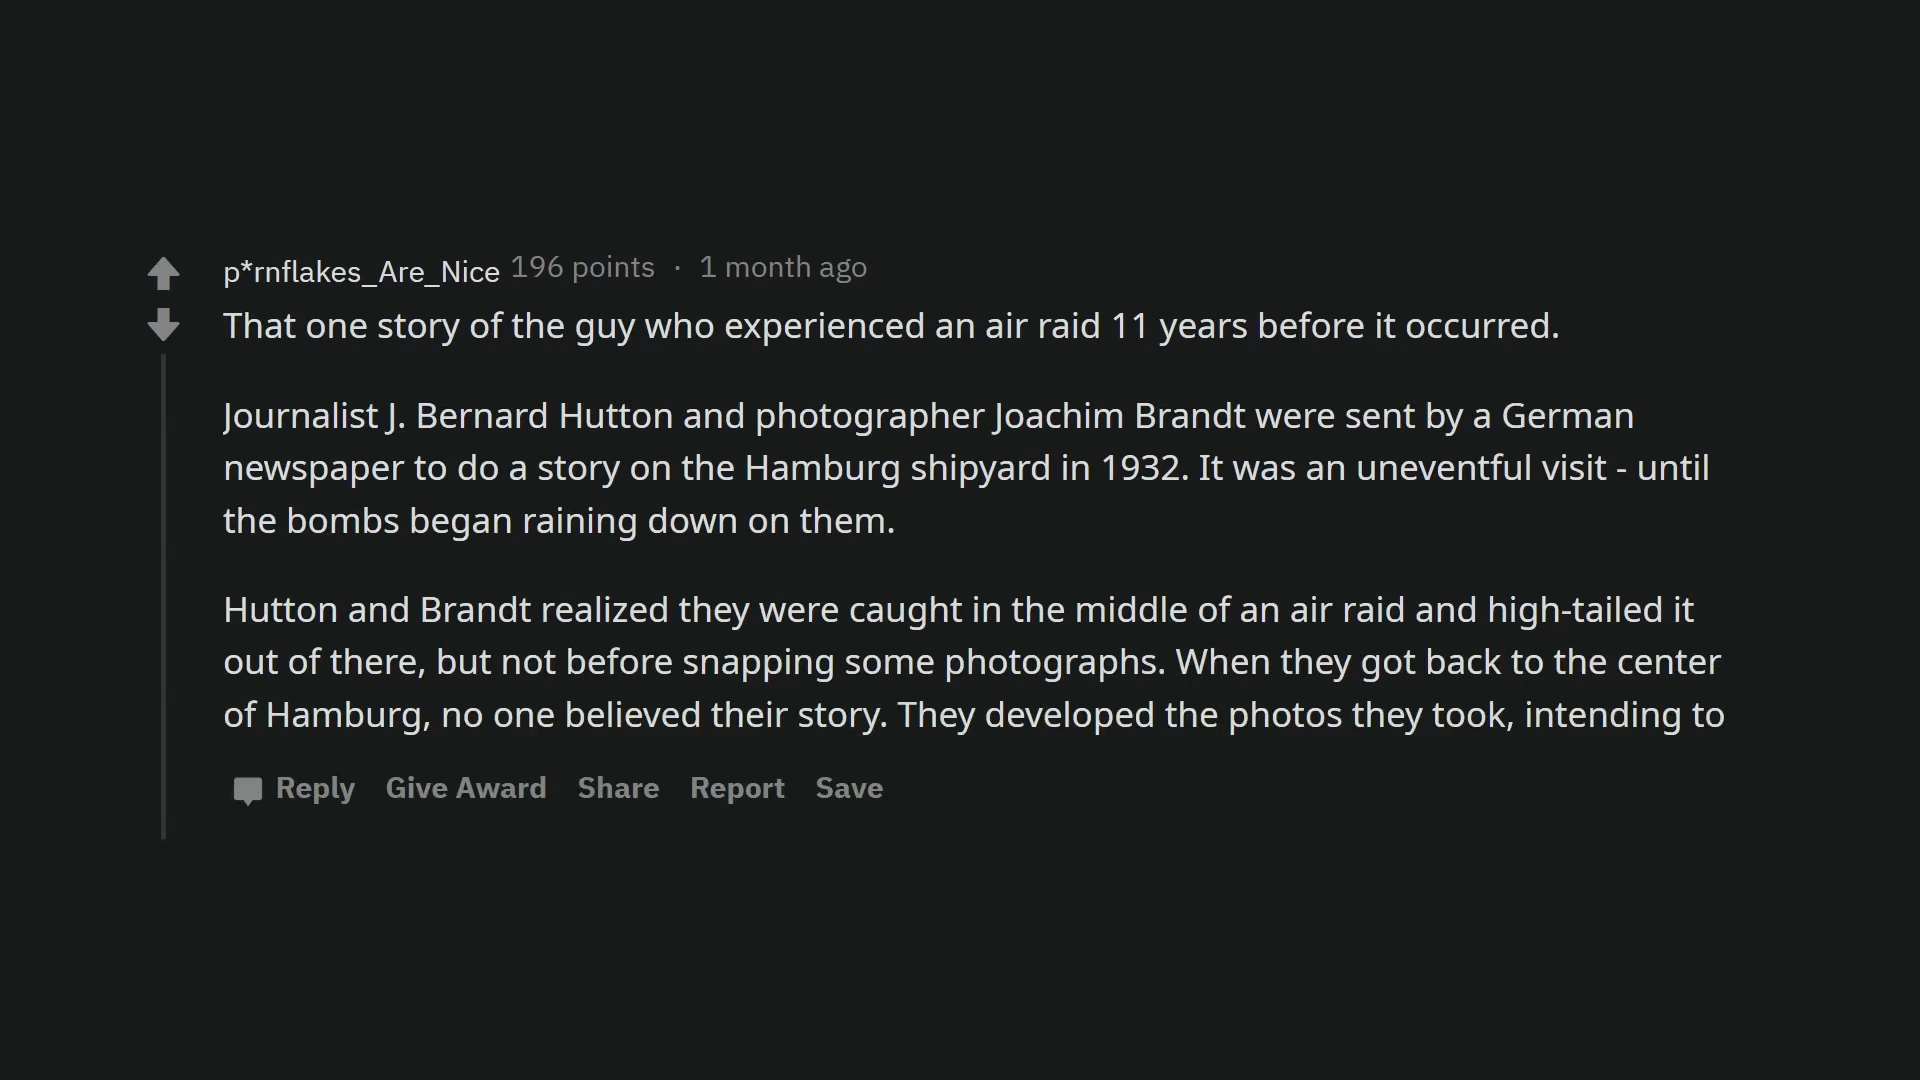 p*rnflakes_Are_Nice 196 points · 1 month ago
That one story of the guy who experienced an air raid 11 years before it occurred.
Journalist J. Bernard Hutton and photographer Joachim Brandt were sent by a German
newspaper to do a story on the Hamburg shipyard in 1932. It was an uneventful visit - until
the bombs began raining down on them.
Hutton and Brandt realized they were caught in the middle of an air raid and high-tailed it
out of there, but not before snapping some photographs. When they got back to the center
of Hamburg, no one believed their story. They developed the photos they took, intending to
Reply Give Award Share Report Save